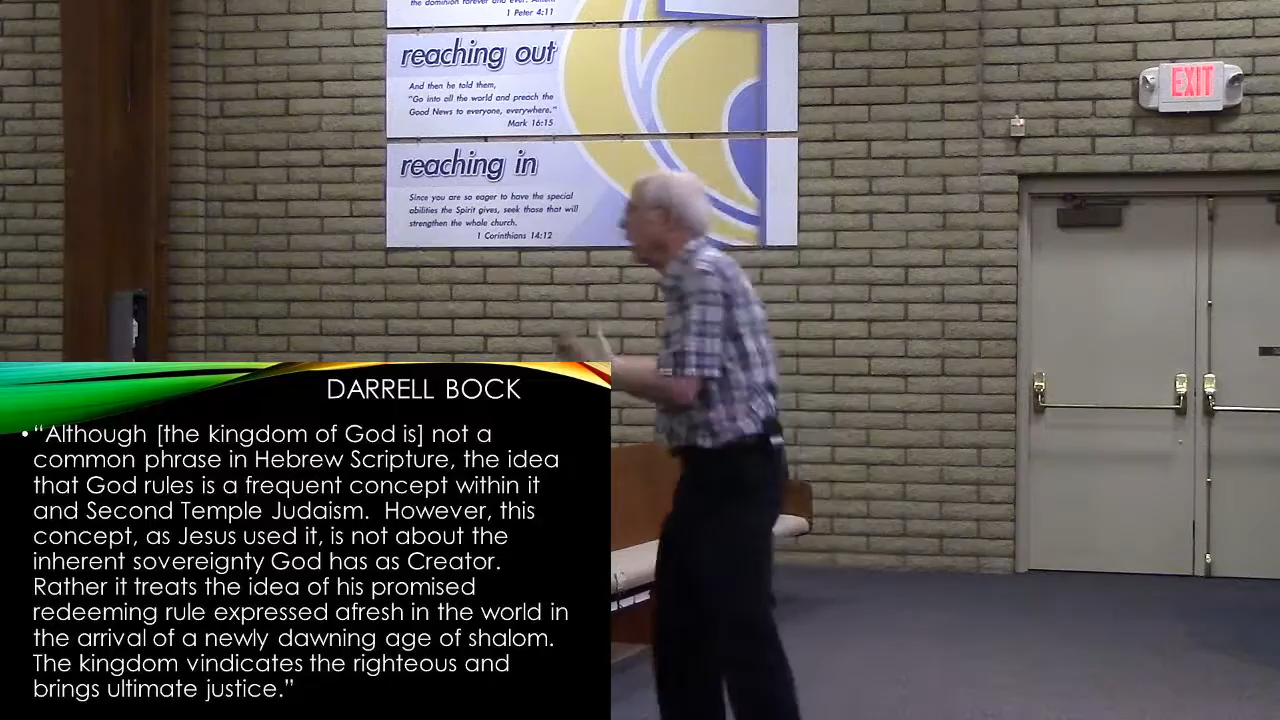 the dominion forever and ever. Amen.
1 Peter 4:11
reaching out
And then he told them,
"Go into all the world and preach the
Good News to everyone, everywhere."
Mark 16:15
reaching in
Since you are so eager to have the special
abilities the Spirit gives, seek those that will
strengthen the whole church.
1 Corinthians 14:12
EXIT
DARRELL BOCK
• “Although [the kingdom of God is] not a
common phrase in Hebrew Scripture, the idea
that God rules is a frequent concept within it
and Second Temple Judaism.  However, this
concept, as Jesus used it, is not about the
inherent sovereignty God has as Creator.
Rather it treats the idea of his promised
redeeming rule expressed afresh in the world in
the arrival of a newly dawning age of shalom.
The kingdom vindicates the righteous and
brings ultimate justice.”